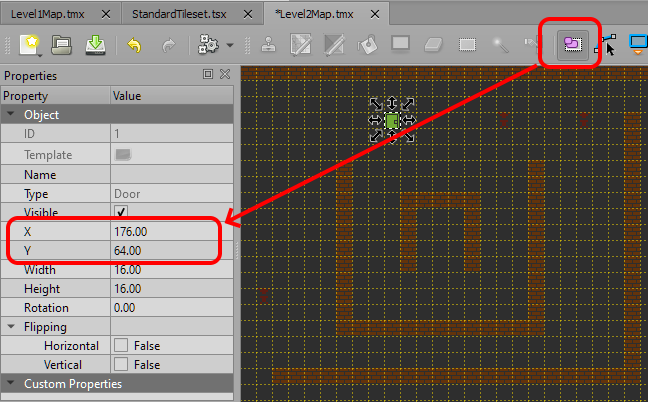 Level1Map.tmx StandardTileset.tsx *Level2Map.tmx
Properties
Property Value
Object
ID 1
Template
Name
Type Door
Visible
X 176.00
Y 64.00
Width 16.00
Height 16.00
Rotation 0.00
Flipping
Horizontal False
Vertical False
Custom Properties